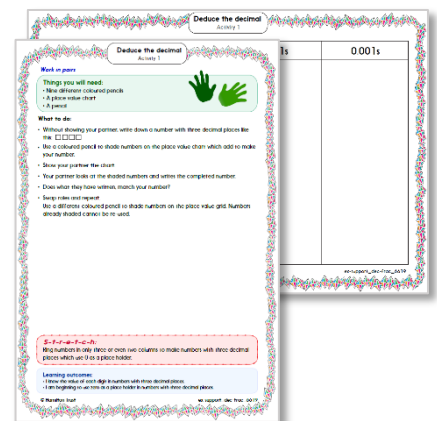 Deduce the decimal
Activity 1
1s
0.001s
ex-support_dec-frac_6619
Deduce the decimal
Activity 1
Work in pairs
Things you will need:
• Nine different coloured pencils
• A place value chart
• A pencil
What to do:
• Without showing your partner, write down a number with three decimal places like
this: □.□□□
• Use a coloured pencil to shade numbers on the place value chart which add to make
your number.
• Show your partner the chart.
• Your partner looks at the shaded numbers and writes the completed number.
• Does what they have written, match your number?
• Swap roles and repeat.
Use a different coloured pencil to shade numbers on the place value grid. Numbers
already shaded cannot be re-used.
S-t-r-e-t-c-h:
Ring numbers in only three or even two columns to make numbers with three decimal
places which use 0 as a place holder.
Learning outcomes:
• I know the value of each digit in numbers with three decimal places.
• I am beginning to use zero as a place holder in numbers with three decimal places.
© Hamilton Trust
ex-support_dec-frac_6619